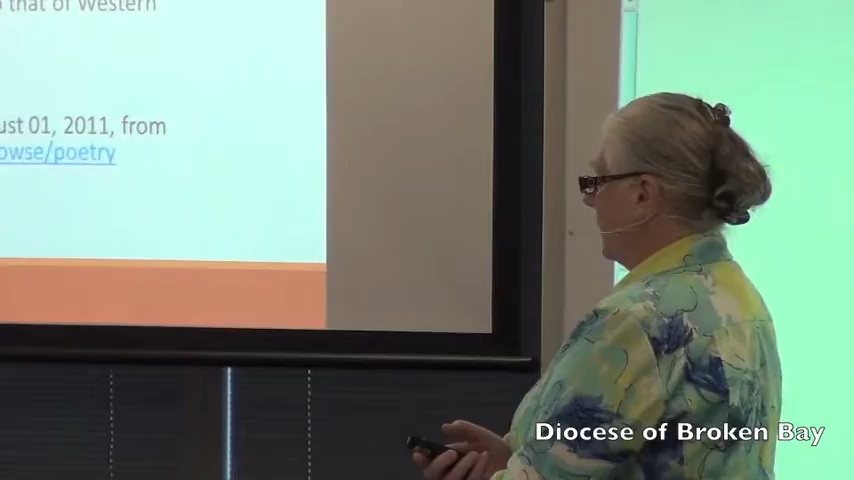 that of Western
ust 01, 2011, from
owse/poetry
Diocese of Broken Bay